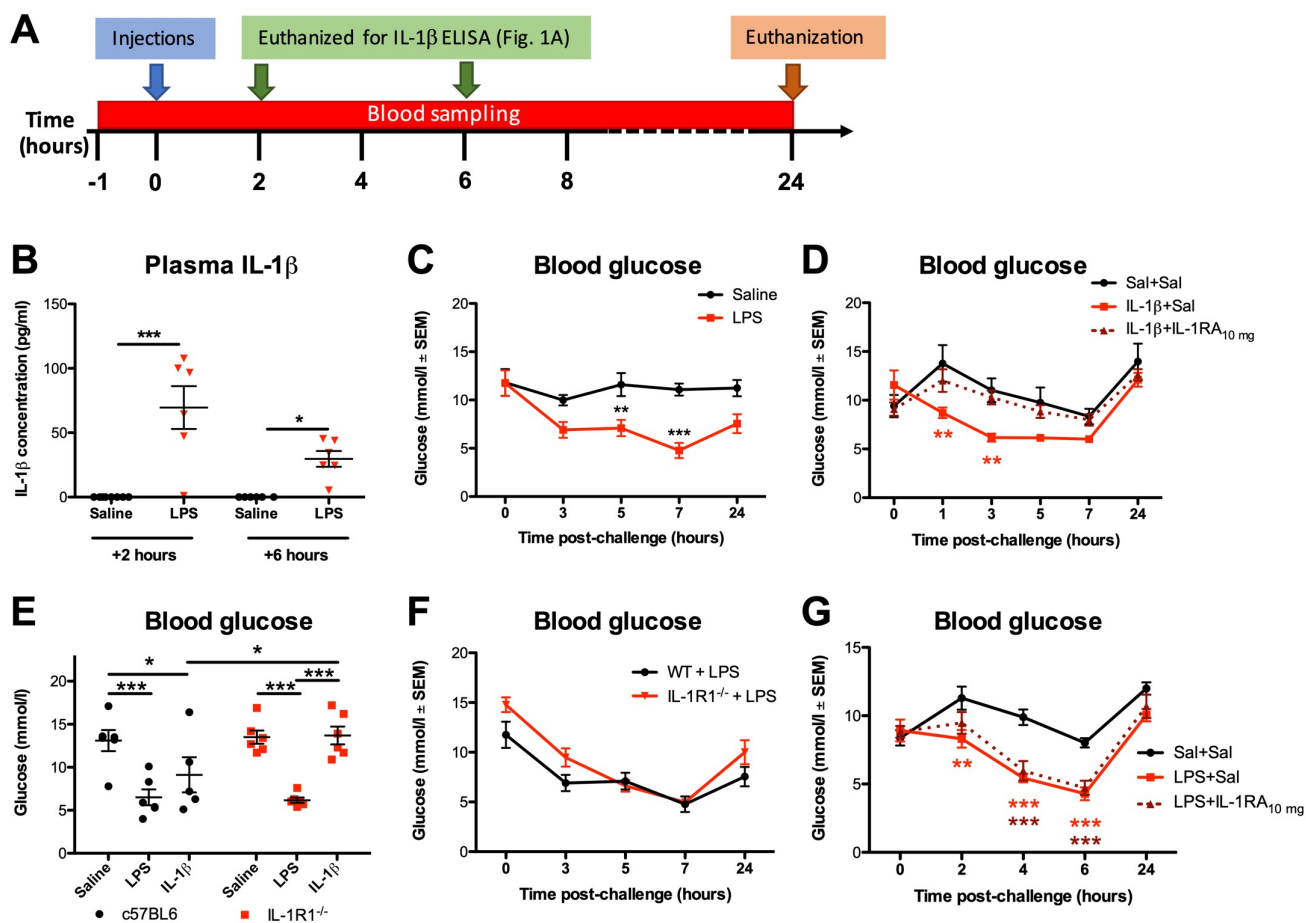 A
Injections
Euthanized for IL-1β ELISA (Fig. 1A)
Euthanization
Time
(hours)
Blood sampling
-1 0 2 4 6 8 24
B
Plasma IL-1β
IL-1β concentration (pg/ml)
150
100
50
0
***
*
Saline LPS Saline LPS
+2 hours +6 hours
C
Blood glucose
Glucose (mmol/l ± SEM)
20
15
10
5
0
Saline
LPS
**
***
0 3 5 7 24
Time post-challenge (hours)
D
Blood glucose
Glucose (mmol/l ± SEM)
20
15
10
5
0
Sal+Sal
IL-1β+Sal
IL-1β+IL-1RA10 mg
**
**
0 1 3 5 7 24
Time post-challenge (hours)
E
Blood glucose
Glucose (mmol/l)
20
15
10
5
0
*
*
***
***
***
Saline LPS IL-1β Saline LPS IL-1β
c57BL6 IL-1R1-/-
F
Blood glucose
Glucose (mmol/l ± SEM)
20
15
10
5
0
WT + LPS
IL-1R1-/- + LPS
0 3 5 7 24
Time post-challenge (hours)
G
Blood glucose
Glucose (mmol/l ± SEM)
15
10
5
0
Sal+Sal
LPS+Sal
LPS+IL-1RA10 mg
**
*** ***
*** ***
0 2 4 6 24
Time post-challenge (hours)